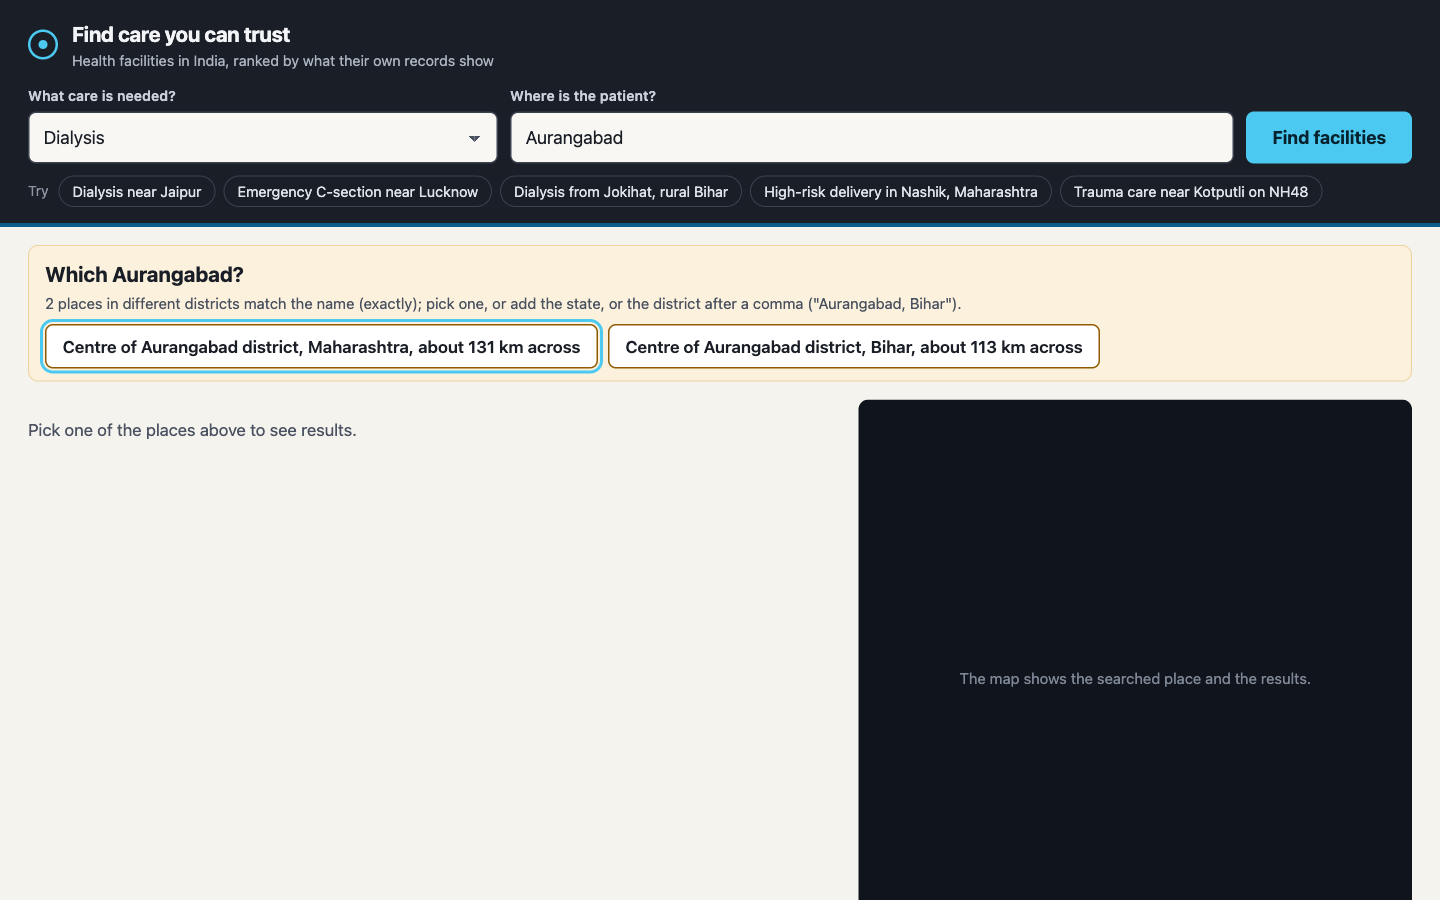 Find care you can trust
Health facilities in India, ranked by what their own records show
What care is needed?
Where is the patient?
Dialysis
Aurangabad
Find facilities
Try
Dialysis near Jaipur
Emergency C-section near Lucknow
Dialysis from Jokihat, rural Bihar
High-risk delivery in Nashik, Maharashtra
Trauma care near Kotputli on NH48
Which Aurangabad?
2 places in different districts match the name (exactly); pick one, or add the state, or the district after a comma ("Aurangabad, Bihar").
Centre of Aurangabad district, Maharashtra, about 131 km across
Centre of Aurangabad district, Bihar, about 113 km across
Pick one of the places above to see results.
The map shows the searched place and the results.